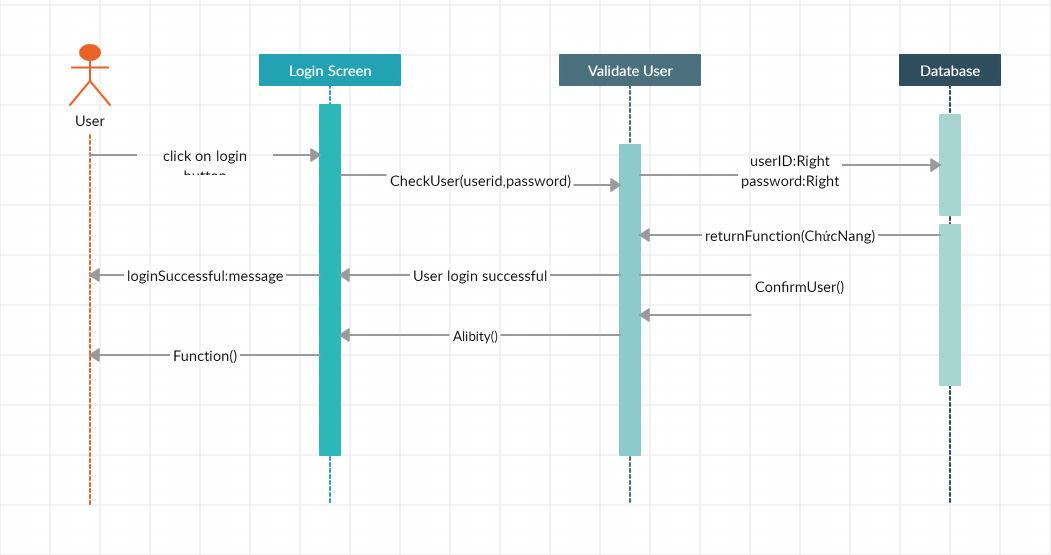 Login Screen
Validate User
Database
User
click on login
button
CheckUser(userid,password)
userID:Right
password:Right
returnFunction(ChứcNang)
loginSuccessful:message
User login successful
ConfirmUser()
Alibity()
Function()